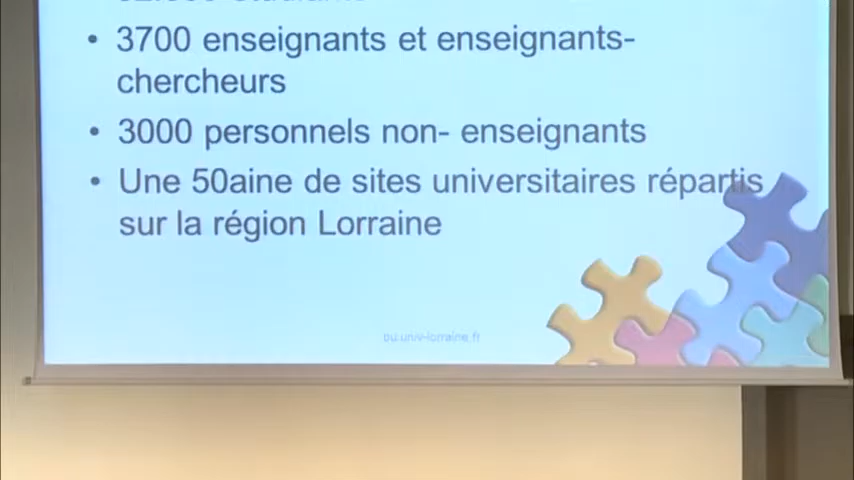 • 3700 enseignants et enseignants-
chercheurs
• 3000 personnels non- enseignants
• Une 50aine de sites universitaires répartis
sur la région Lorraine
bu.univ-lorraine.fr